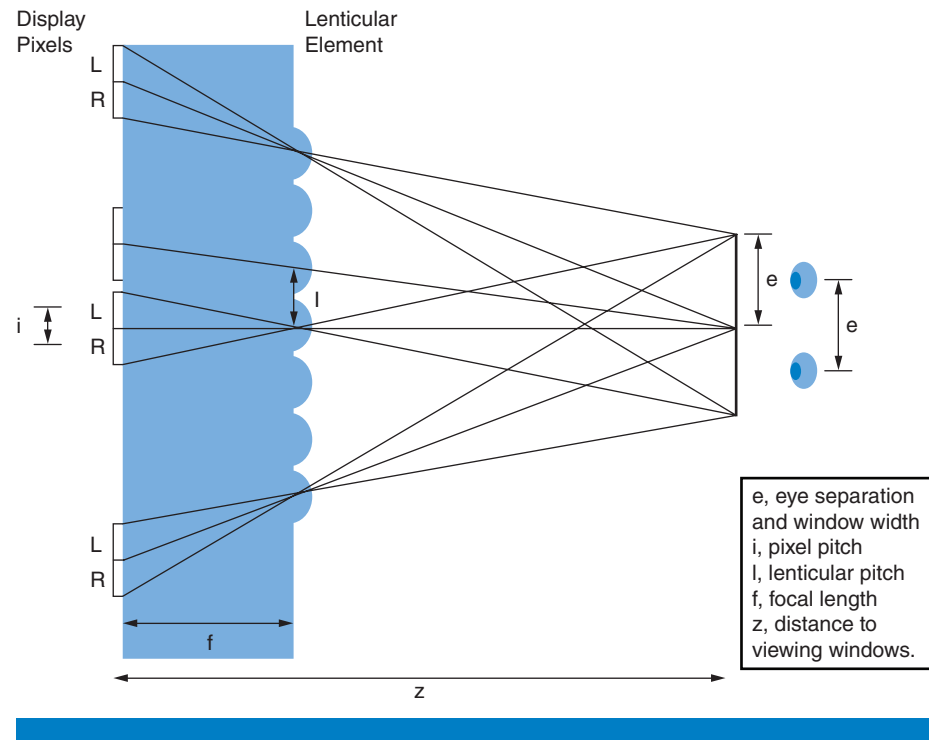 Display
Pixels
Lenticular
Element
L
R
l
e
e
i
L
R
L
R
f
z
e, eye separation
and window width
i, pixel pitch
l, lenticular pitch
f, focal length
z, distance to
viewing windows.